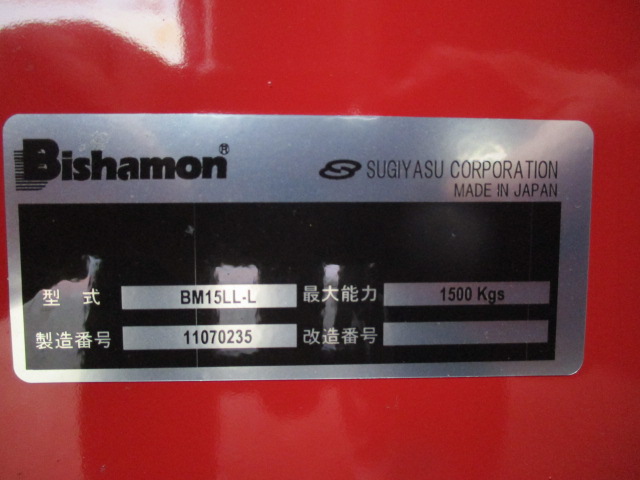 Bishamon®
SUGIYASU CORPORATION
MADE IN JAPAN
型式 BM15LL-L 最大能力 1500 Kgs
製造番号 11070235 改造番号